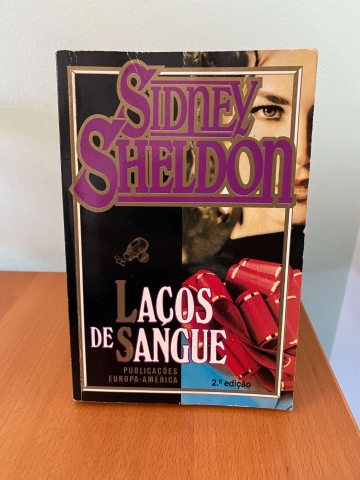 SIDNEY
SHELDON
LAÇOS
DE SANGUE
PUBLICAÇÕES
EUROPA-AMÉRICA
2.ª edição